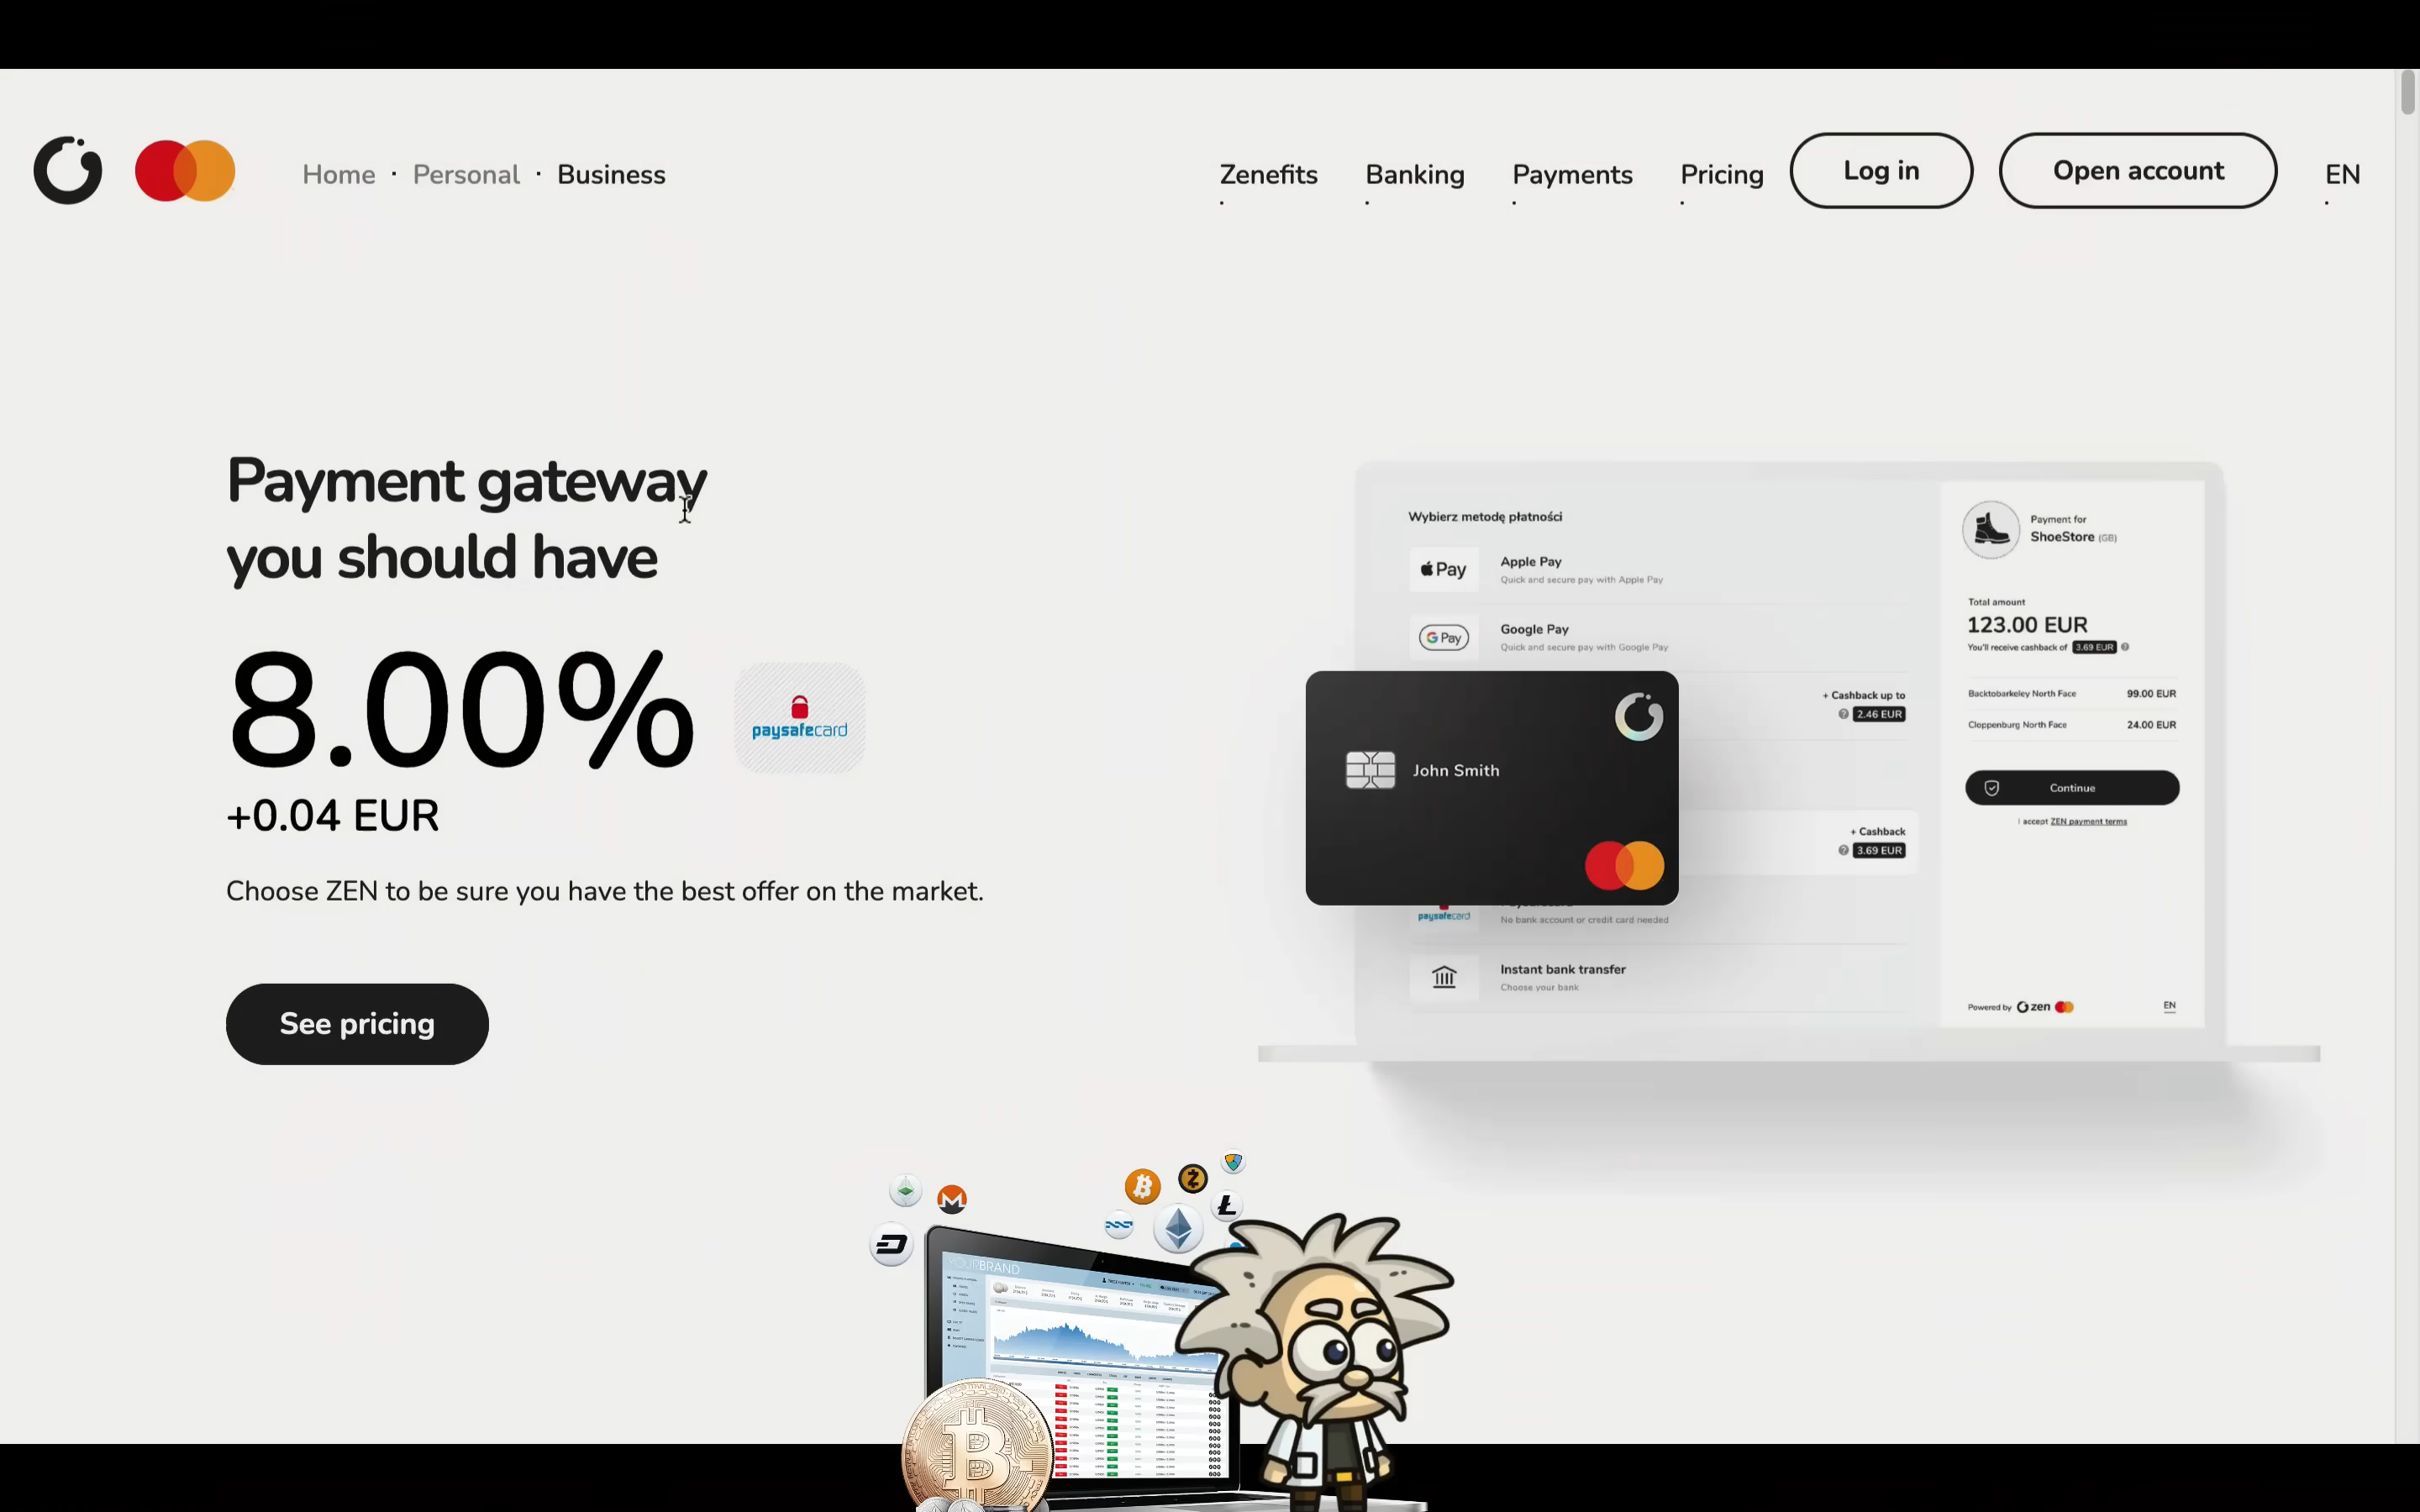 Home · Personal · Business
Zenefits
Banking
Payments
Pricing
Log in
Open account
EN
Payment gateway
you should have
8.00%
paysafecard
+0.04 EUR
Choose ZEN to be sure you have the best offer on the market.
See pricing
Wybierz metodę płatności
Pay
Apple Pay
Quick and secure pay with Apple Pay
G Pay
Google Pay
Quick and secure pay with Google Pay
+ Cashback up to
2.46 EUR
John Smith
+ Cashback
3.69 EUR
paysafecard
No bank account or credit card needed
Instant bank transfer
Choose your bank
Payment for
ShoeStore (GB)
Total amount
123.00 EUR
You'll receive cashback of 3.69 EUR
Backtobarkeley North Face 99.00 EUR
Cloppenburg North Face 24.00 EUR
Continue
I accept ZEN payment terms
Powered by zen
EN
YOURBRAND